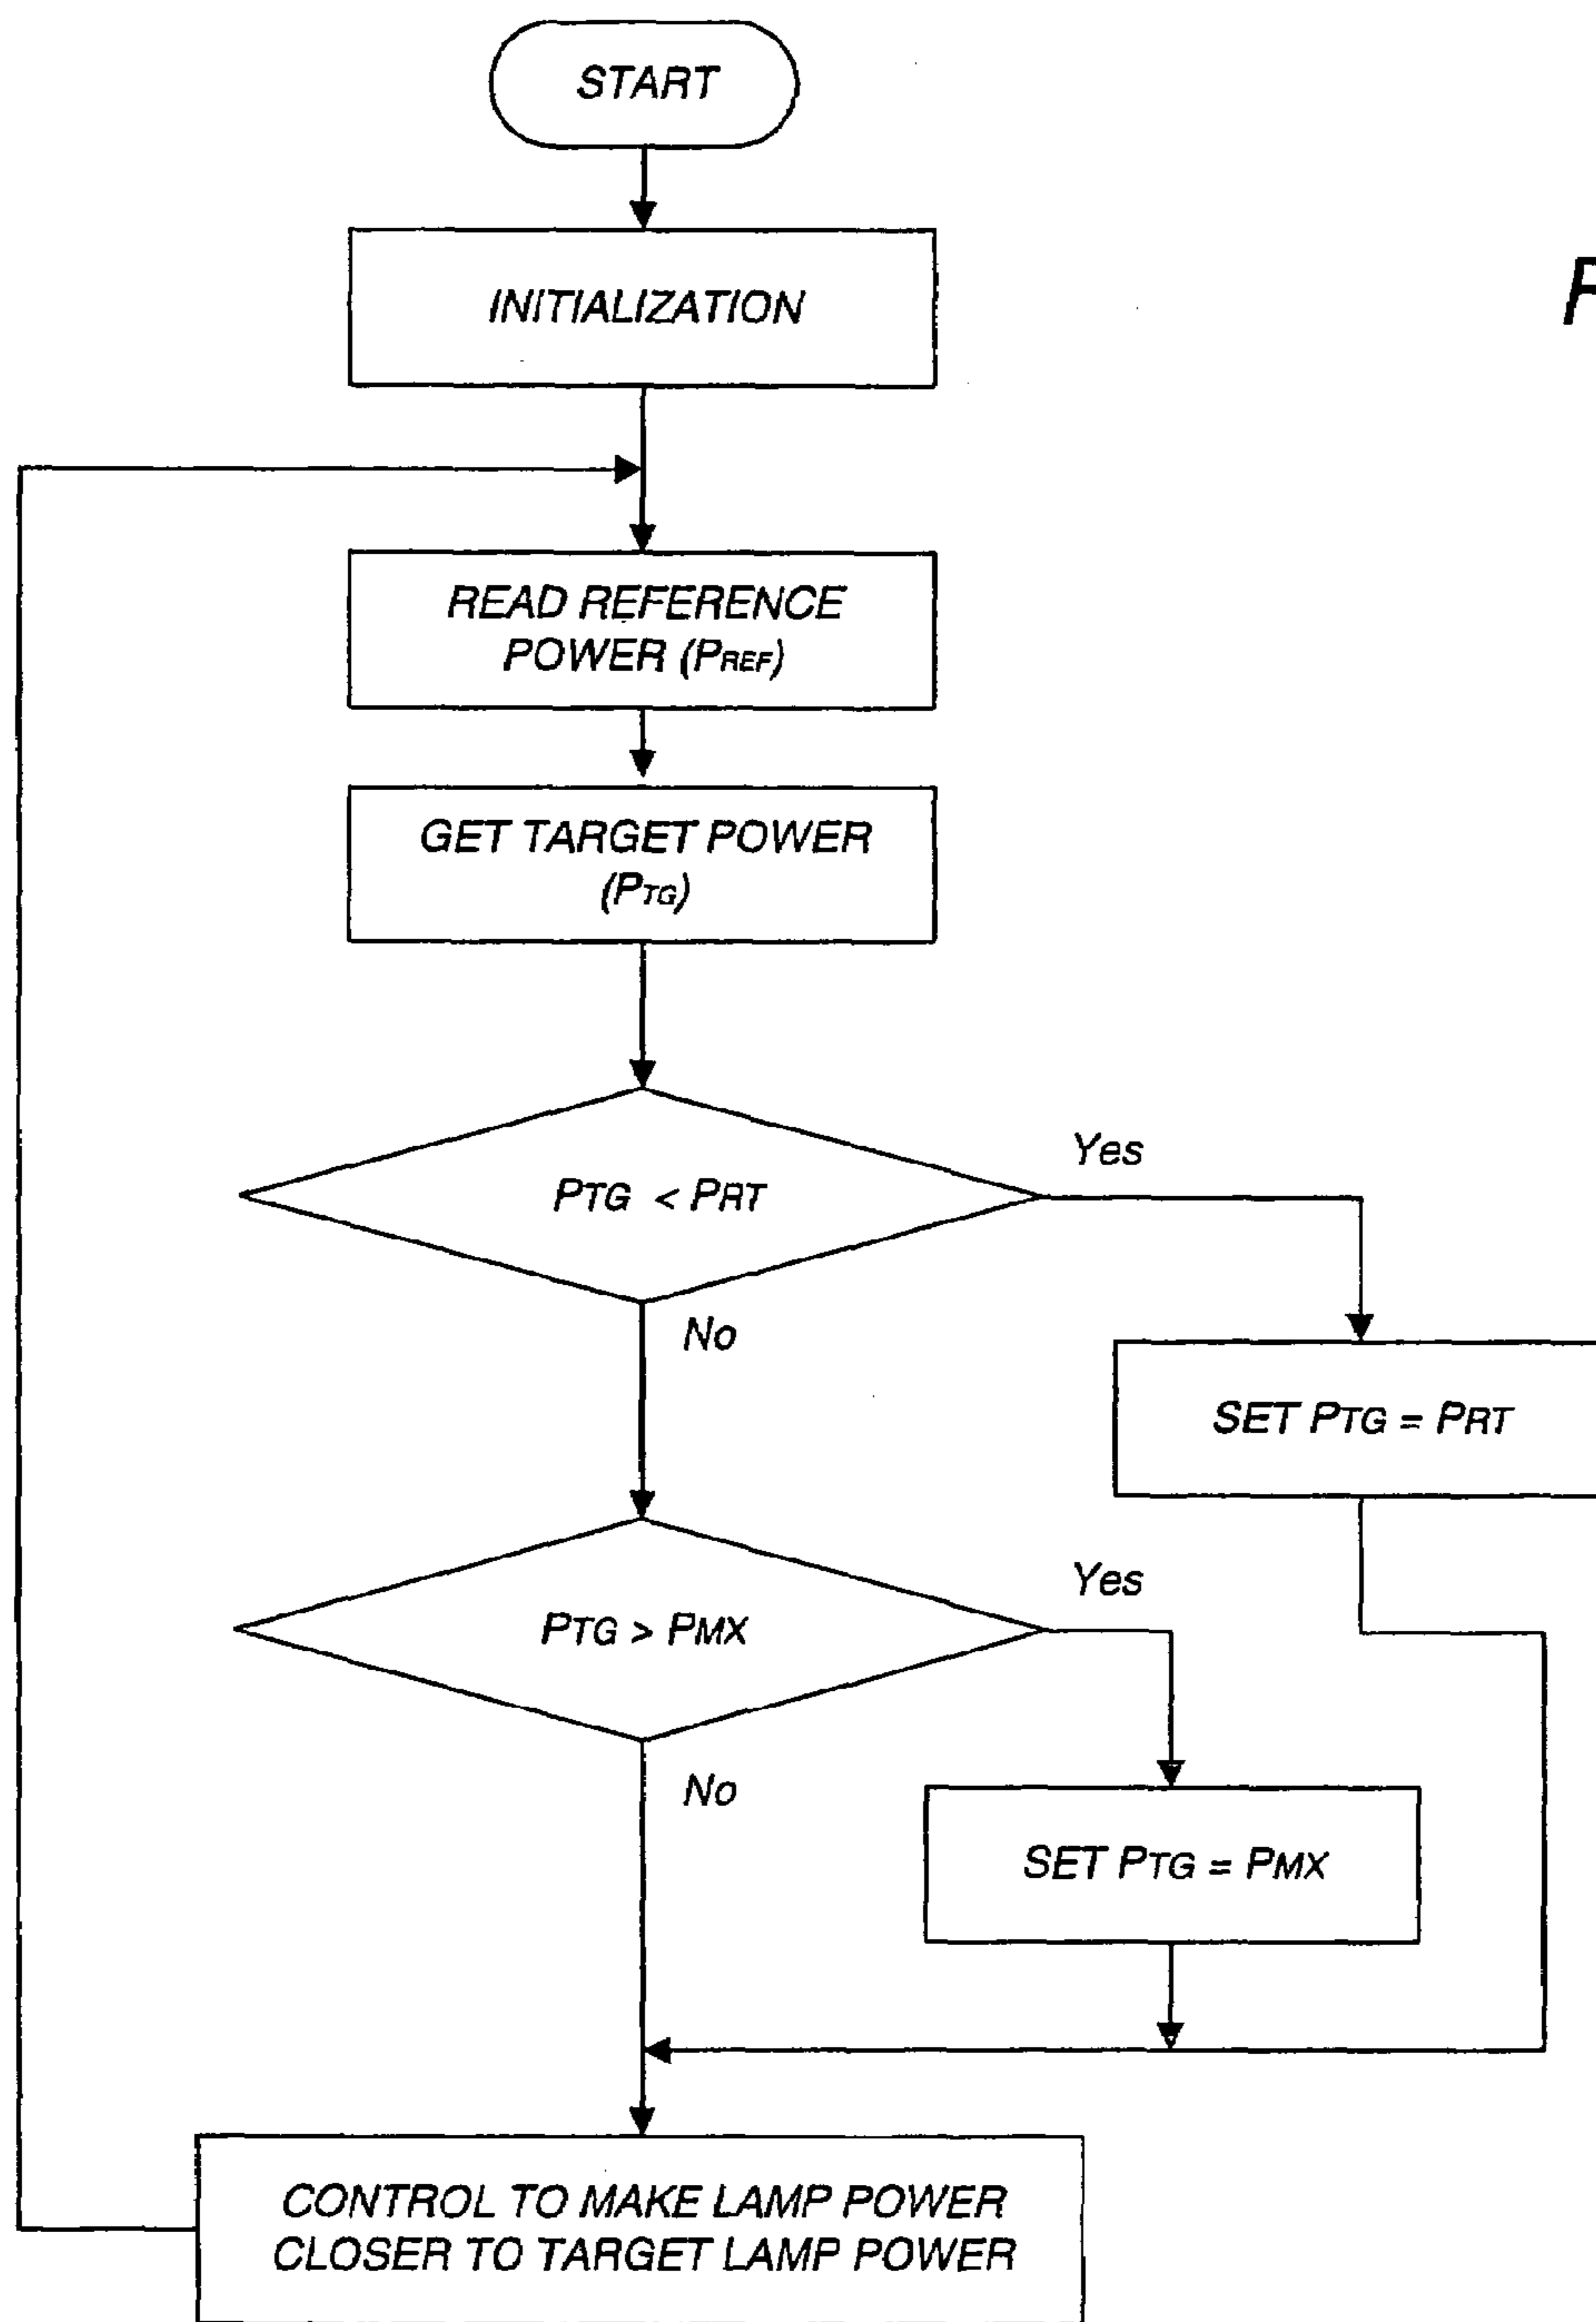 START
INITIALIZATION
READ REFERENCE
POWER (PREF)
GET TARGET POWER
(PTG)
PTG < PRT
Yes
No
SET PTG = PRT
PTG > PMX
Yes
No
SET PTG = PMX
CONTROL TO MAKE LAMP POWER
CLOSER TO TARGET LAMP POWER